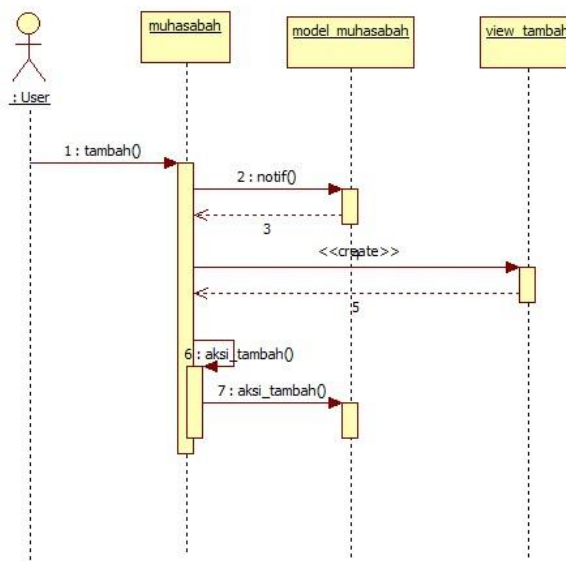 muhasabah
model_muhasabah
view_tambah
: User
1 : tambah()
2 : notif()
3
<<create>>
5
6 : aksi_tambah()
7 : aksi_tambah()